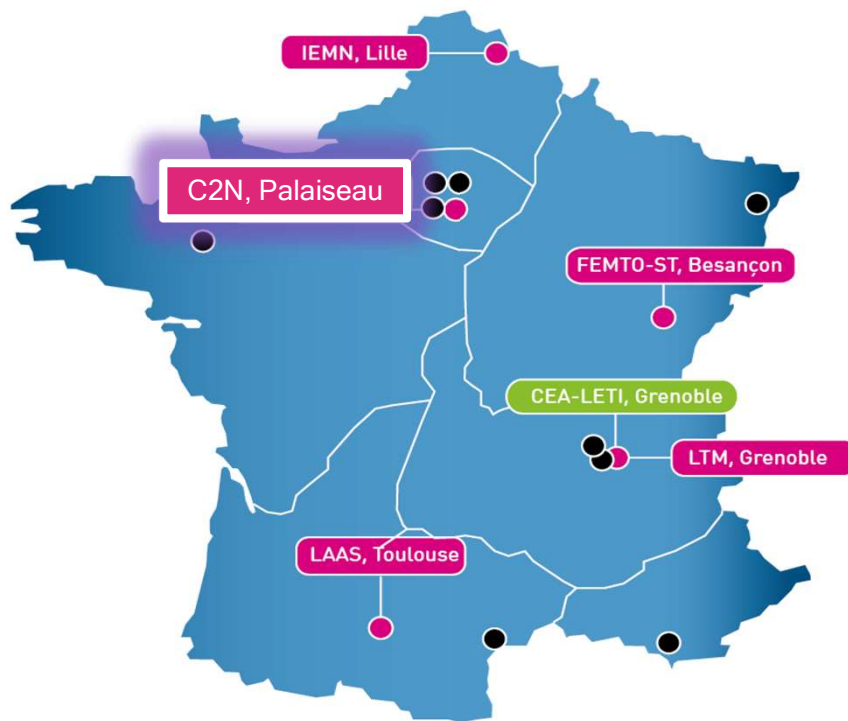 IEMN, Lille
C2N, Palaiseau
FEMTO-ST, Besançon
CEA-LETI, Grenoble
LTM, Grenoble
LAAS, Toulouse